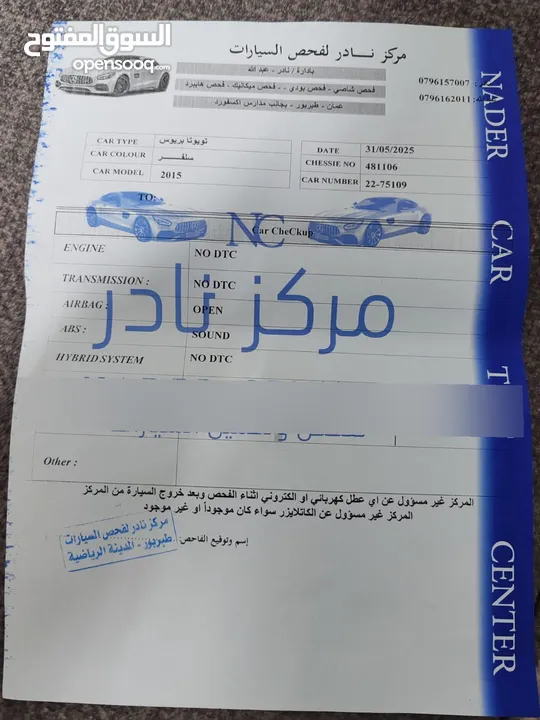 السوق المفتوح
opensooq.com
مركز نادر لفحص السيارات
بادارة / نادر - عبد الله
فحص شاصي - فحص بودي - - فحص ميكانيك - فحص هايبرد
عمان - طبربور - بجانب مدارس اكسفورد
0796157007
0796162011
NADER CAR T CENTER
CAR TYPE تويوتا بريوس
CAR COLOUR سلفر
CAR MODEL 2015
DATE 31/05/2025
CHESSIE NO 481106
CAR NUMBER 22-75109
TO:
NC
Car CheCkup
ENGINE NO DTC
TRANSMISSION : NO DTC
مركز نادر
AIRBAG : OPEN
ABS : SOUND
HYBRID SYSTEM NO DTC
Other :
المركز غير مسؤول عن اي عطل كهربائي او الكتروني اثناء الفحص وبعد خروج السيارة من المركز
المركز غير مسؤول عن الكاتلايزر سواء كان موجوداً او غير موجود
إسم وتوقيع الفاحص:
مركز نادر لفحص السيارات
طبربور - المدينة الرياضية